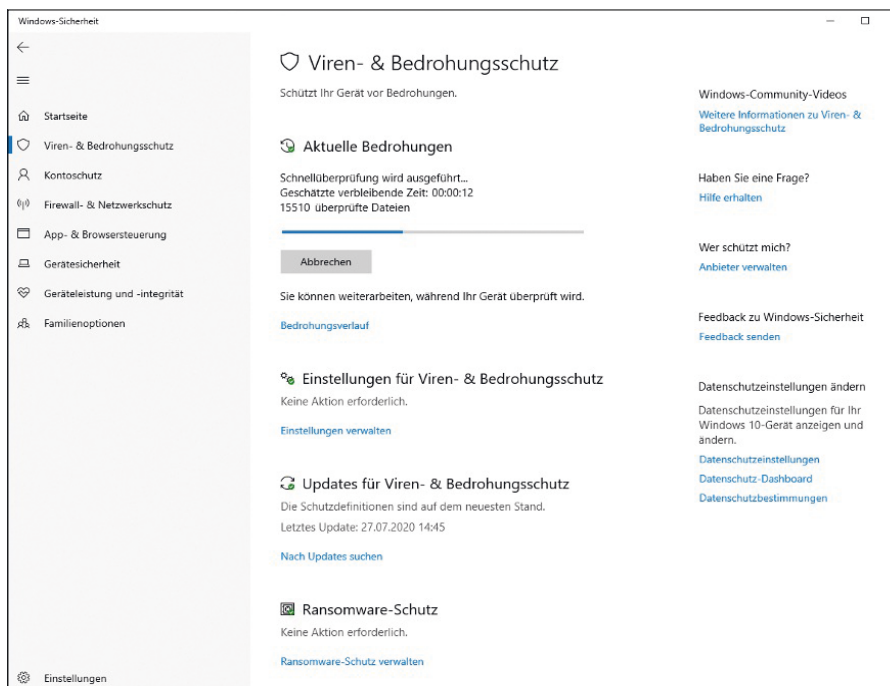 Windows-Sicherheit
Startseite
Viren- & Bedrohungsschutz
Kontoschutz
Firewall- & Netzwerkschutz
App- & Browsersteuerung
Gerätesicherheit
Geräteleistung und -integrität
Familienoptionen
Einstellungen
Viren- & Bedrohungsschutz
Schützt Ihr Gerät vor Bedrohungen.
Aktuelle Bedrohungen
Schnellüberprüfung wird ausgeführt...
Geschätzte verbleibende Zeit: 00:00:12
15510 überprüfte Dateien
Abbrechen
Sie können weiterarbeiten, während Ihr Gerät überprüft wird.
Bedrohungsverlauf
Einstellungen für Viren- & Bedrohungsschutz
Keine Aktion erforderlich.
Einstellungen verwalten
Updates für Viren- & Bedrohungsschutz
Die Schutzdefinitionen sind auf dem neuesten Stand.
Letztes Update: 27.07.2020 14:45
Nach Updates suchen
Ransomware-Schutz
Keine Aktion erforderlich.
Ransomware-Schutz verwalten
Windows-Community-Videos
Weitere Informationen zu Viren- &
Bedrohungsschutz
Haben Sie eine Frage?
Hilfe erhalten
Wer schützt mich?
Anbieter verwalten
Feedback zu Windows-Sicherheit
Feedback senden
Datenschutzeinstellungen ändern
Datenschutzeinstellungen für Ihr
Windows 10-Gerät anzeigen und
ändern.
Datenschutzeinstellungen
Datenschutz-Dashboard
Datenschutzbestimmungen